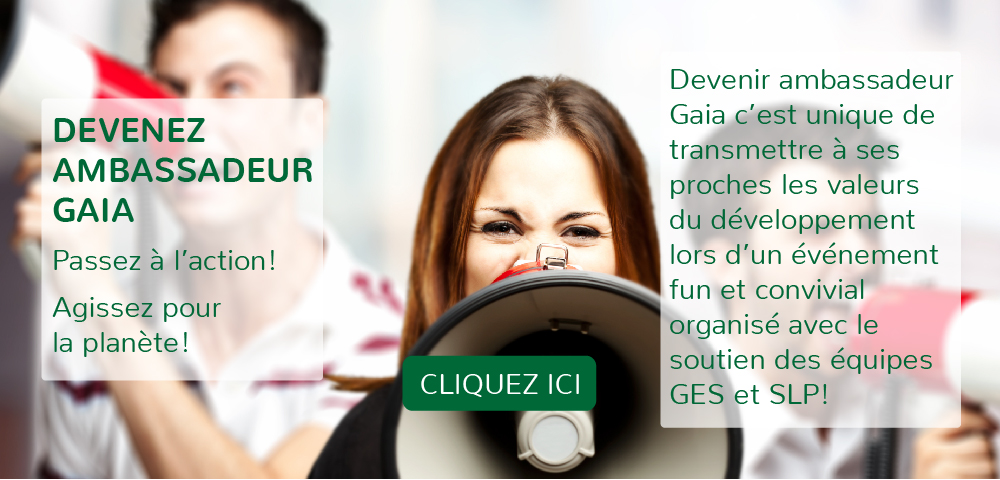 DEVENEZ
AMBASSADEUR
GAIA
Passez à l'action!
Agissez pour
la planète!
CLIQUEZ ICI
Devenir ambassadeur
Gaia c'est unique de
transmettre à ses
proches les valeurs
du développement
lors d'un événement
fun et convivial
organisé avec le
soutien des équipes
GES et SLP!